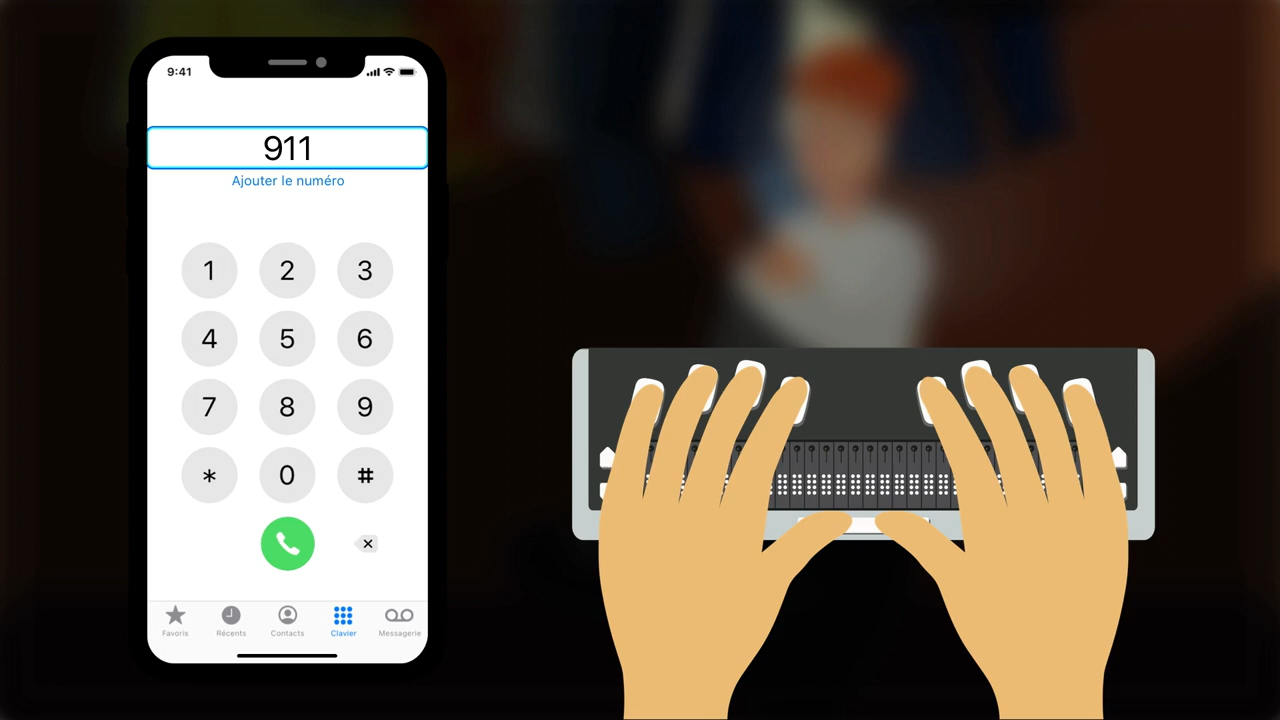 9:41
911
Ajouter le numéro
1 2 3
4 5 6
7 8 9
* 0 #
Favoris Récents Contacts Clavier Messagerie